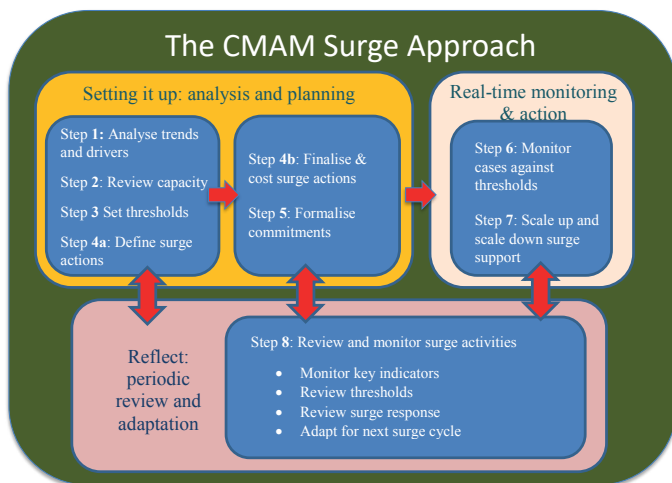 The CMAM Surge Approach
Setting it up: analysis and planning
Step 1: Analyse trends
and drivers
Step 2: Review capacity
Step 3 Set thresholds
Step 4a: Define surge
actions
Step 4b: Finalise &
cost surge actions
Step 5: Formalise
commitments
Real-time monitoring
& action
Step 6: Monitor
cases against
thresholds
Step 7: Scale up and
scale down surge
support
Reflect:
periodic
review and
adaptation
Step 8: Review and monitor surge activities
• Monitor key indicators
• Review thresholds
• Review surge response
• Adapt for next surge cycle